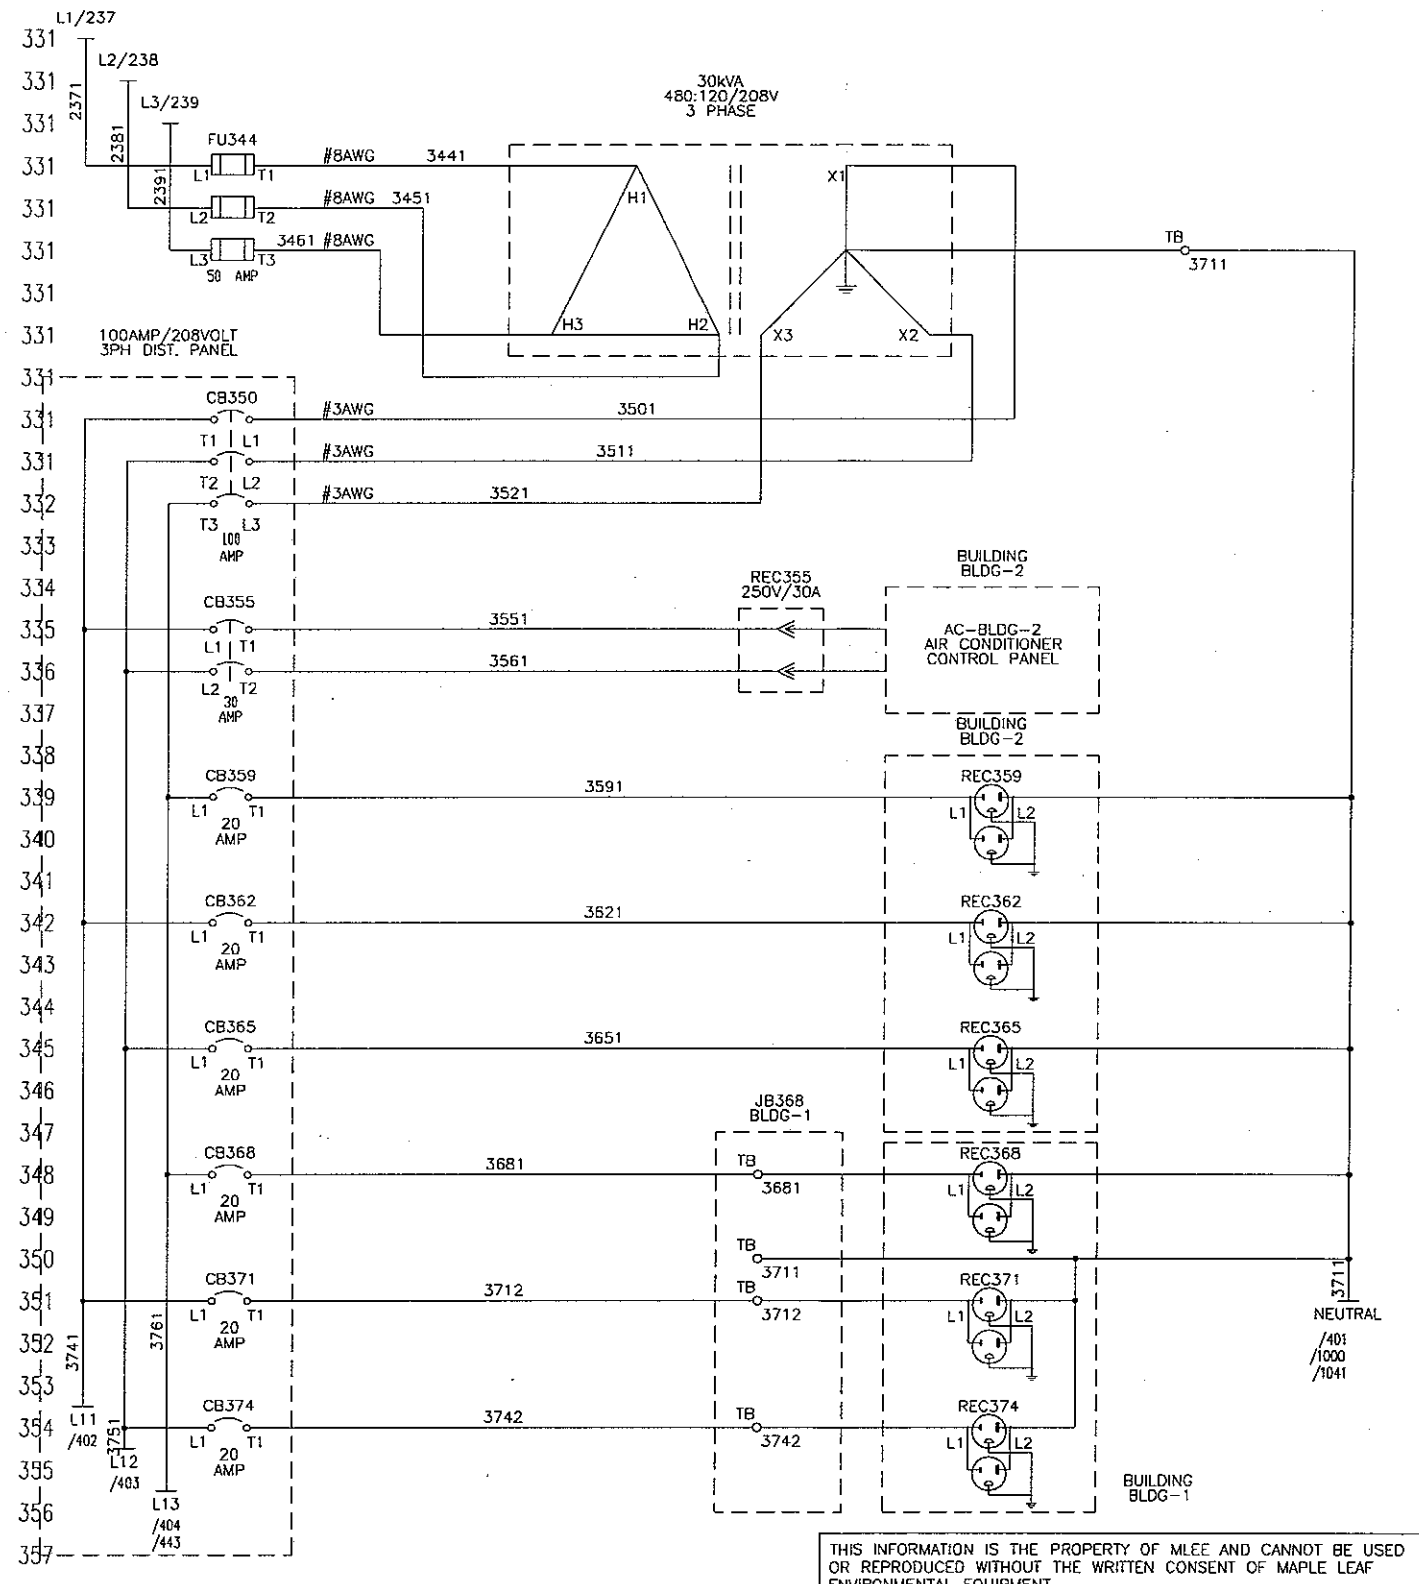 L1/237
331
L2/238
331
30kVA
480:120/208V
3 PHASE
L3/239
331
2371
2381
2391
FU344
331
L1 T1
#8AWG 3441
H1
X1
331
L2 T2
#8AWG 3451
331
L3 T3
3461 #8AWG
50 AMP
TB
3711
331
331
H3 H2
X3 X2
100AMP/208VOLT
3PH DIST. PANEL
331
CB350
331
#3AWG 3501
T1 L1
331
#3AWG 3511
T2 L2
332
#3AWG 3521
T3 L3
100
AMP
333
BUILDING
BLDG-2
334
REC355
250V/30A
CB355
335
3551
L1 T1
AC-BLDG-2
AIR CONDITIONER
CONTROL PANEL
336
3561
L2 T2
30
AMP
337
BUILDING
BLDG-2
338
CB359
REC359
339
3591
L1 T1
L1 L2
20
AMP
340
341
CB362
REC362
342
3621
L1 T1
L1 L2
20
AMP
343
344
CB365
REC365
345
3651
L1 T1
L1 L2
20
AMP
346
JB368
BLDG-1
347
CB368
REC368
348
3681
TB
3681
L1 T1
L1 L2
20
AMP
349
350
TB
3711
3711
CB371
REC371
351
3712
TB
3712
L1 T1
L1 L2
20
AMP
NEUTRAL
/401
/1000
/1041
352
3741
3761
353
CB374
REC374
L11
/402
354
3751
3742
TB
3742
L1 T1
L1 L2
20
AMP
L12
/403
355
BUILDING
BLDG-1
L13
/404
/443
356
357
THIS INFORMATION IS THE PROPERTY OF MLEE AND CANNOT BE USED
OR REPRODUCED WITHOUT THE WRITTEN CONSENT OF MAPLE LEAF
ENVIRONMENTAL EQUIPMENT